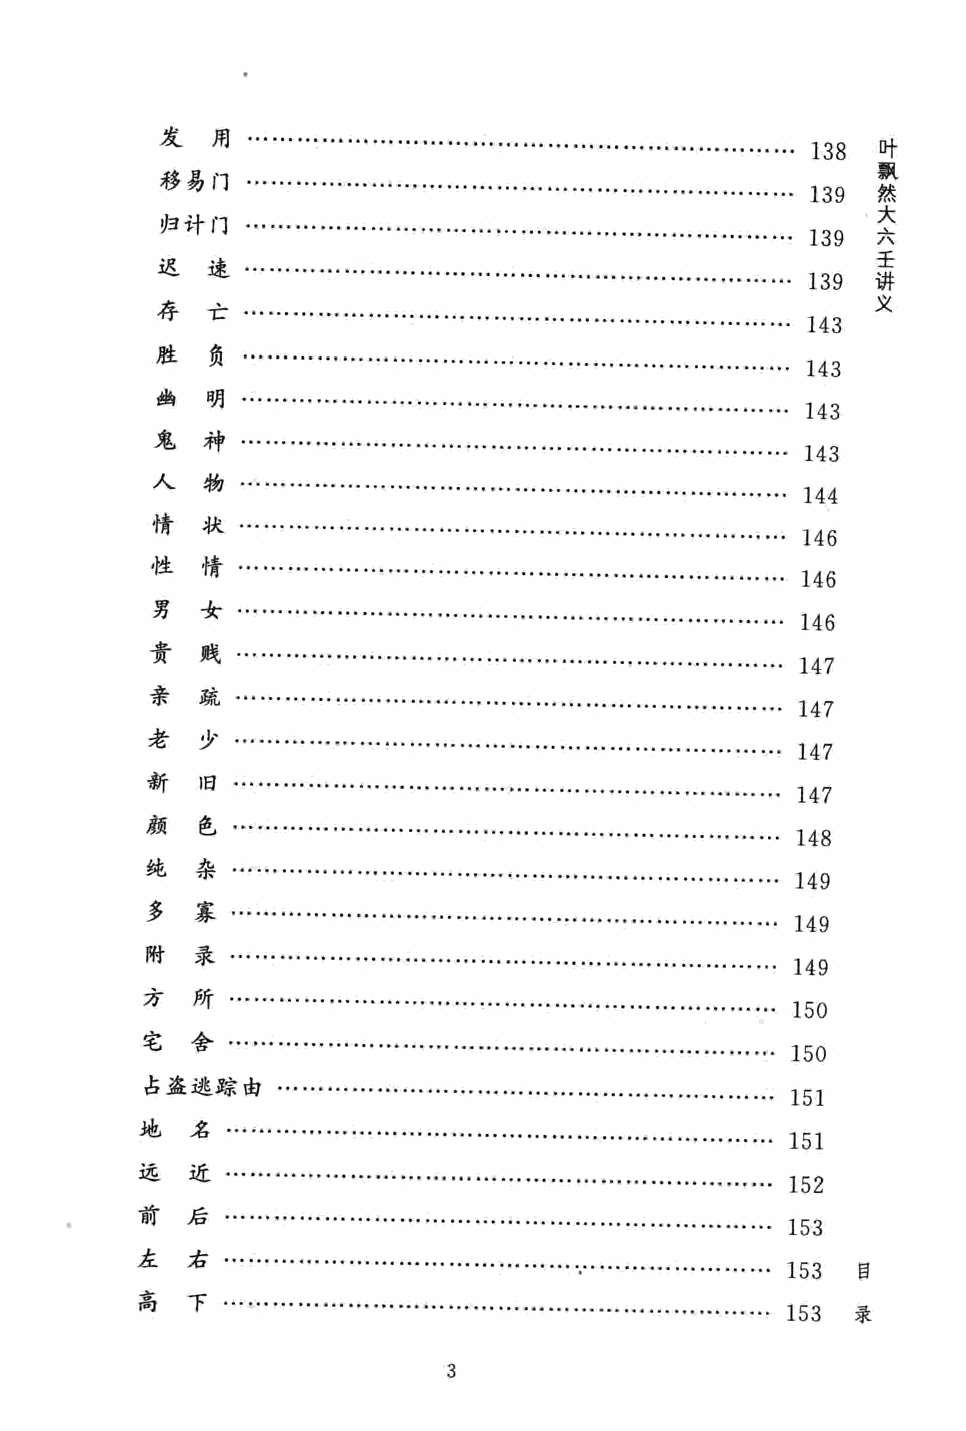 发 用 …… 138
移易门 …… 139
归计门 …… 139
迟 速 …… 139
存 亡 …… 143
胜 负 …… 143
幽 明 …… 143
鬼 神 …… 143
人 物 …… 144
情 状 …… 146
性 情 …… 146
男 女 …… 146
贵 贱 …… 147
亲 疏 …… 147
老 少 …… 147
新 旧 …… 147
颜 色 …… 148
纯 杂 …… 149
多 寡 …… 149
附 录 …… 149
方 所 …… 150
宅 舍 …… 150
占盗逃踪由 …… 151
地 名 …… 151
远 近 …… 152
前 后 …… 153
左 右 …… 153
高 下 …… 153
叶飘然大六壬讲义
目录
3